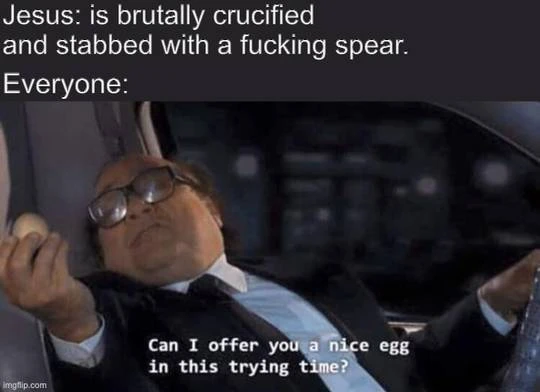 Jesus: is brutally crucified
and stabbed with a fucking spear.
Everyone:
Can I offer you a nice egg
in this trying time?
imgflip.com